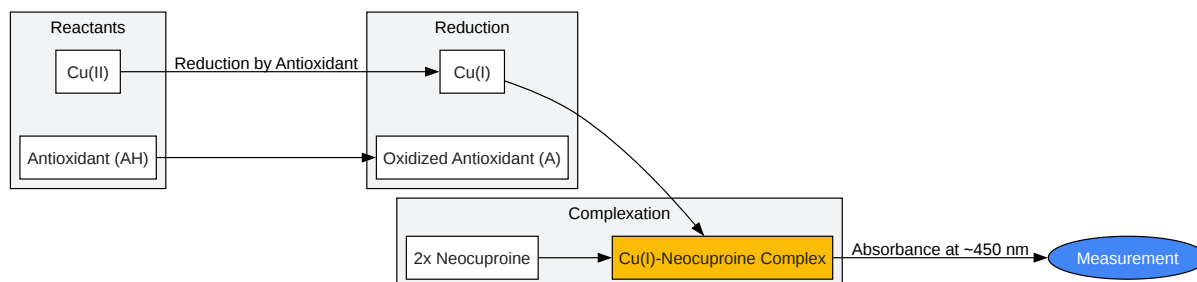 Reactants
Reduction
Cu(II)
Reduction by Antioxidant
Cu(I)
Antioxidant (AH)
Oxidized Antioxidant (A)
Complexation
2x Neocuproine
Cu(I)-Neocuproine Complex
Absorbance at ~450 nm
Measurement